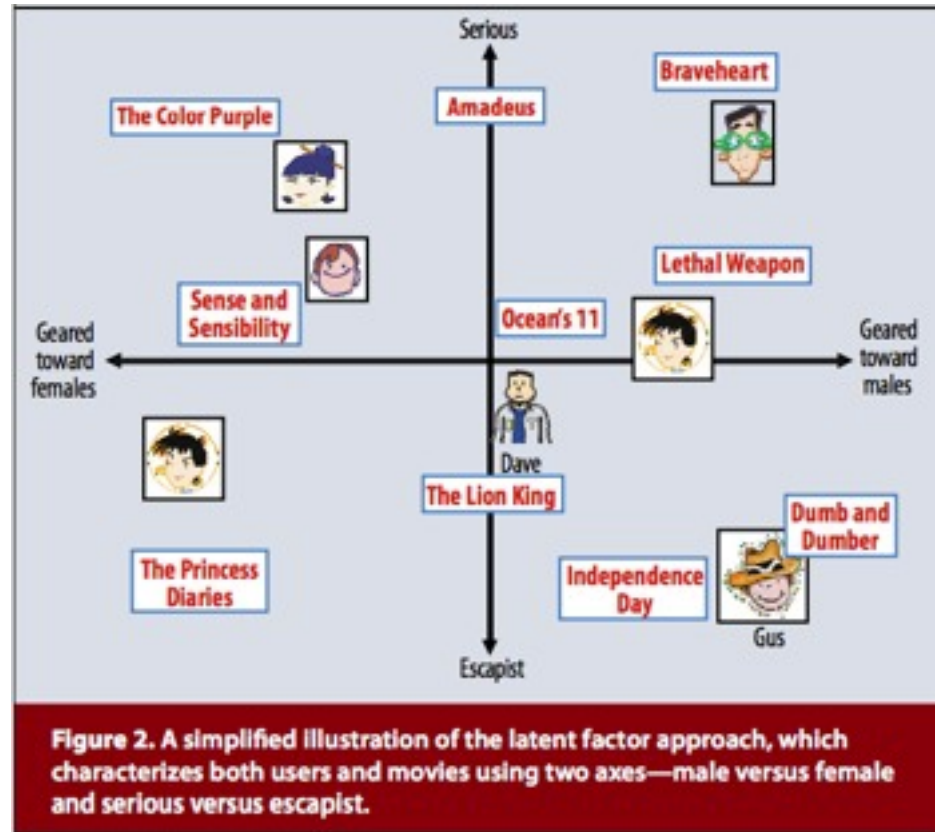 Serious
Braveheart
Amadeus
The Color Purple
Lethal Weapon
Sense and
Sensibility
Ocean's 11
Geared
toward
females
Geared
toward
males
Dave
The Lion King
Dumb and
Dumber
The Princess
Diaries
Independence
Day
Gus
Escapist
Figure 2. A simplified illustration of the latent factor approach, which
characterizes both users and movies using two axes—male versus female
and serious versus escapist.